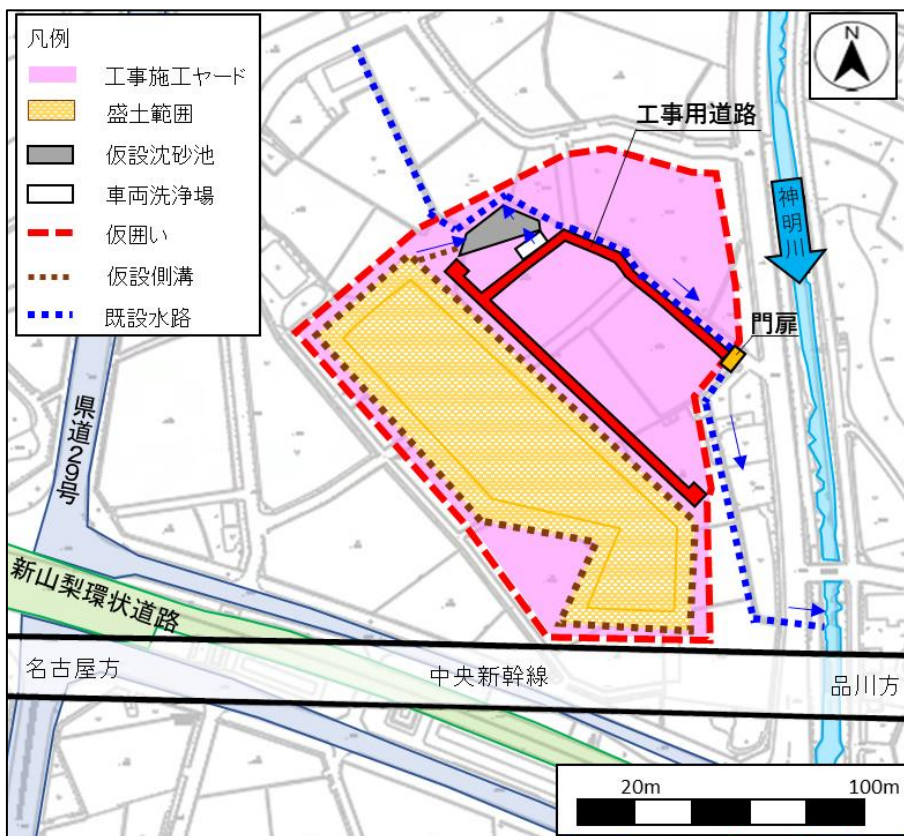 凡例
工事施工ヤード
盛土範囲
仮設沈砂池
車両洗浄場
仮囲い
仮設側溝
既設水路
N
工事用道路
神明川
門扉
県道29号
新山梨環状道路
名古屋方
中央新幹線
品川方
20m
100m